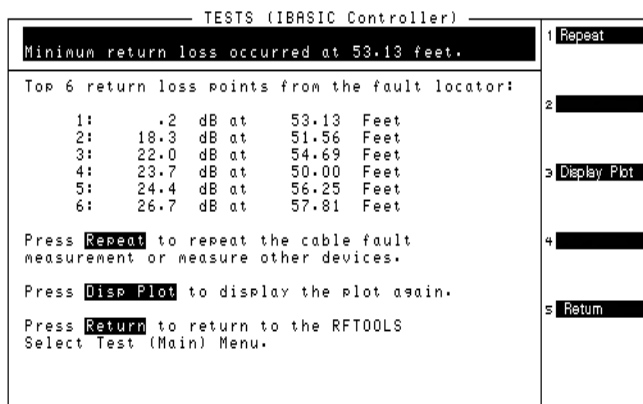 TESTS (IBASIC Controller)
Minimum return loss occurred at 53.13 feet.
Top 6 return loss points from the fault locator:
1: .2 dB at 53.13 Feet
2: 18.3 dB at 51.56 Feet
3: 22.0 dB at 54.69 Feet
4: 23.7 dB at 50.00 Feet
5: 24.4 dB at 56.25 Feet
6: 26.7 dB at 57.81 Feet
Press Repeat to repeat the cable fault
measurement or measure other devices.
Press Disp Plot to display the plot again.
Press Return to return to the RFTOOLS
Select Test (Main) Menu.
1 Repeat
2
3 Display Plot
4
5 Return